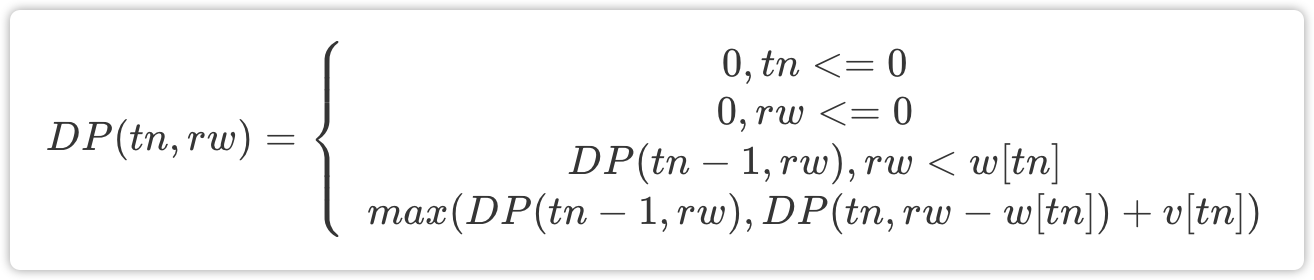 0, tn <= 0
0, rw <= 0
DP(tn, rw) = {
DP(tn − 1, rw), rw < w[tn]
max(DP(tn − 1, rw), DP(tn, rw − w[tn]) + v[tn])